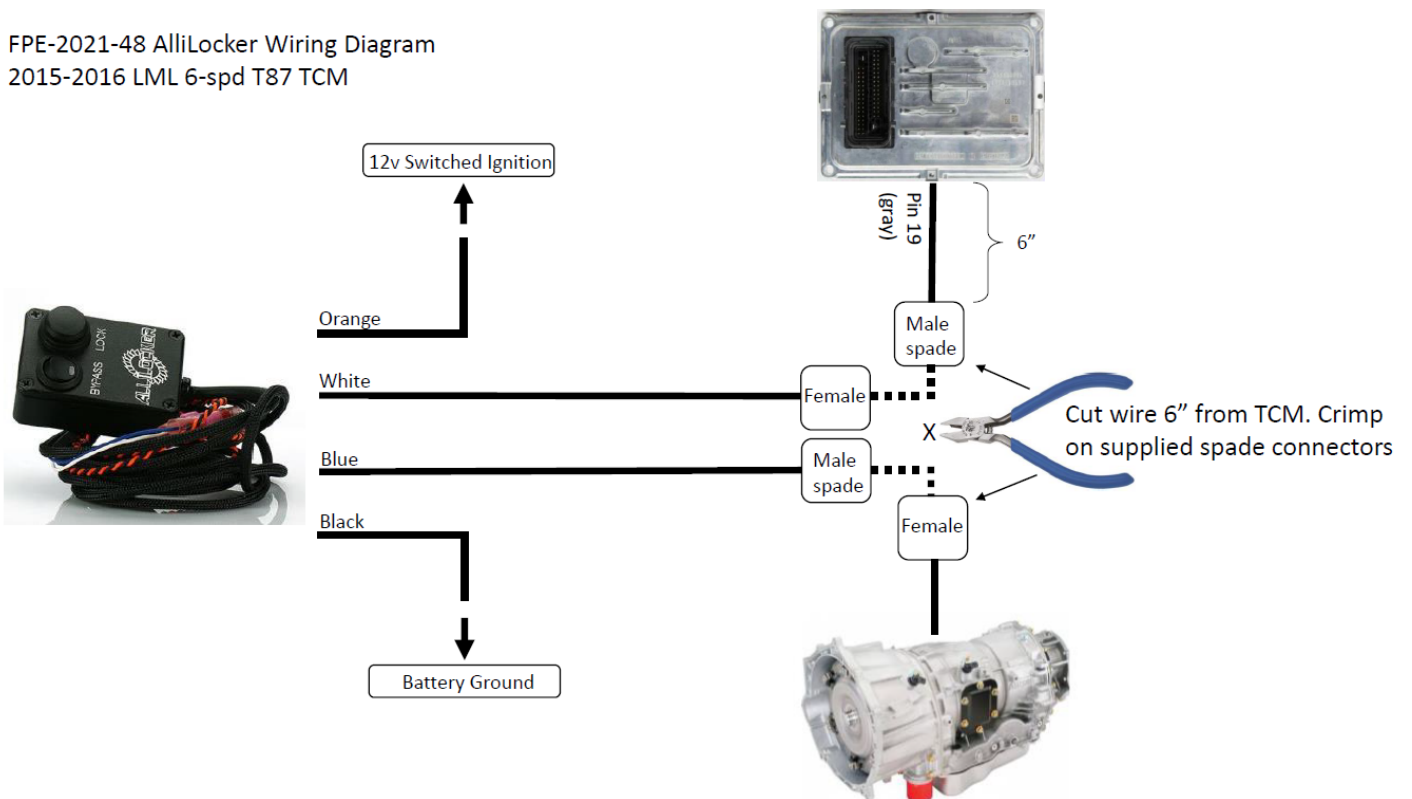 FPE-2021-48 AlliLocker Wiring Diagram
2015-2016 LML 6-spd T87 TCM
12v Switched Ignition
Pin 19
(gray)
6”
Orange
Male
spade
LOCK
BYPASS
ALLILOCKER
White
Female
X
Cut wire 6” from TCM. Crimp
on supplied spade connectors
Blue
Male
spade
Black
Female
Battery Ground